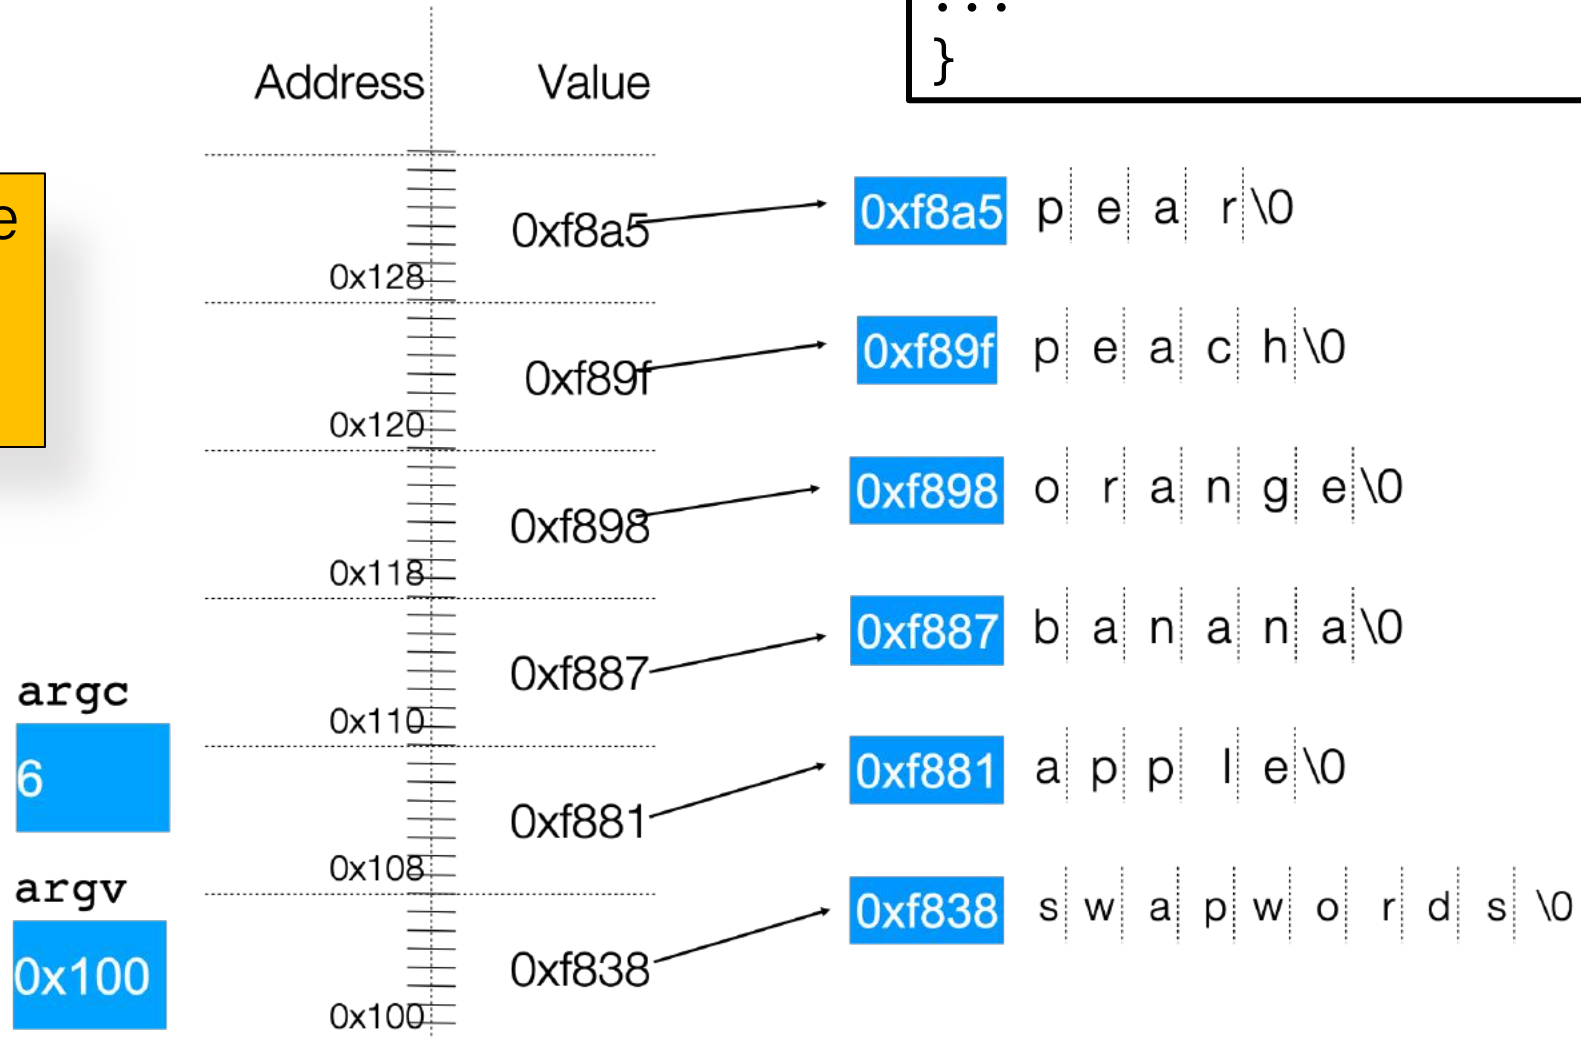 ...
}
Address Value
e
0xf8a5 0xf8a5 p e a r \0
0x128
0xf89f 0xf89f p e a c h \0
0x120
0xf898 0xf898 o r a n g e \0
0x118
0xf887 0xf887 b a n a n a \0
argc
0x110
6
0xf881 0xf881 a p p l e \0
0x108
argv
0xf838 0xf838 s w a p w o r d s \0
0x100
0x100